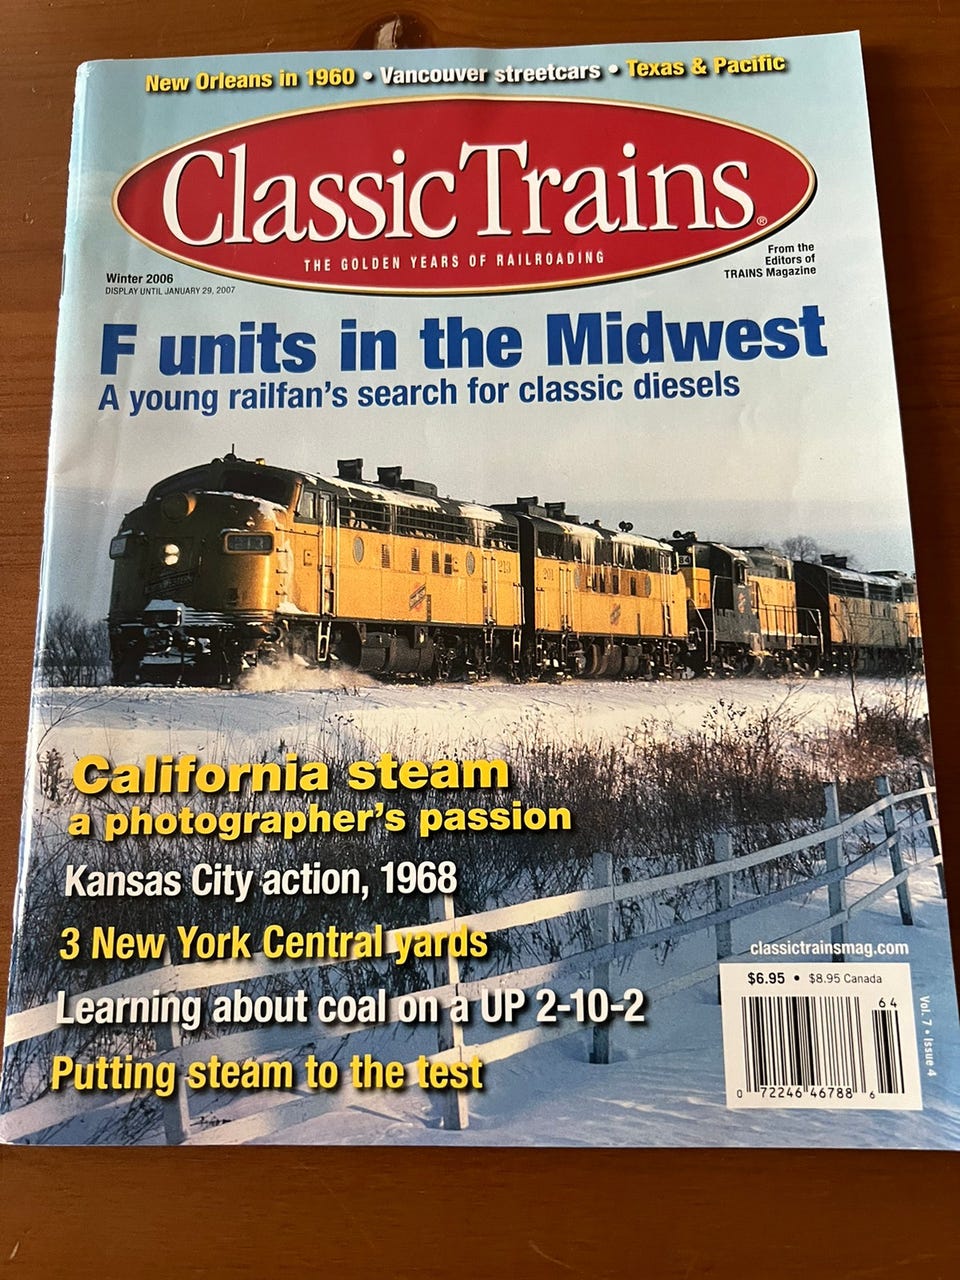 New Orleans in 1960 • Vancouver streetcars • Texas & Pacific
Classic Trains®
THE GOLDEN YEARS OF RAILROADING
From the
Editors of
TRAINS Magazine
Winter 2006
DISPLAY UNTIL JANUARY 29, 2007
F units in the Midwest
A young railfan's search for classic diesels
213
201
California steam
a photographer's passion
Kansas City action, 1968
3 New York Central yards
Learning about coal on a UP 2-10-2
Putting steam to the test
classictrainsmag.com
$6.95 • $8.95 Canada
64
0 72246 46788 6
Vol. 7 • Issue 4